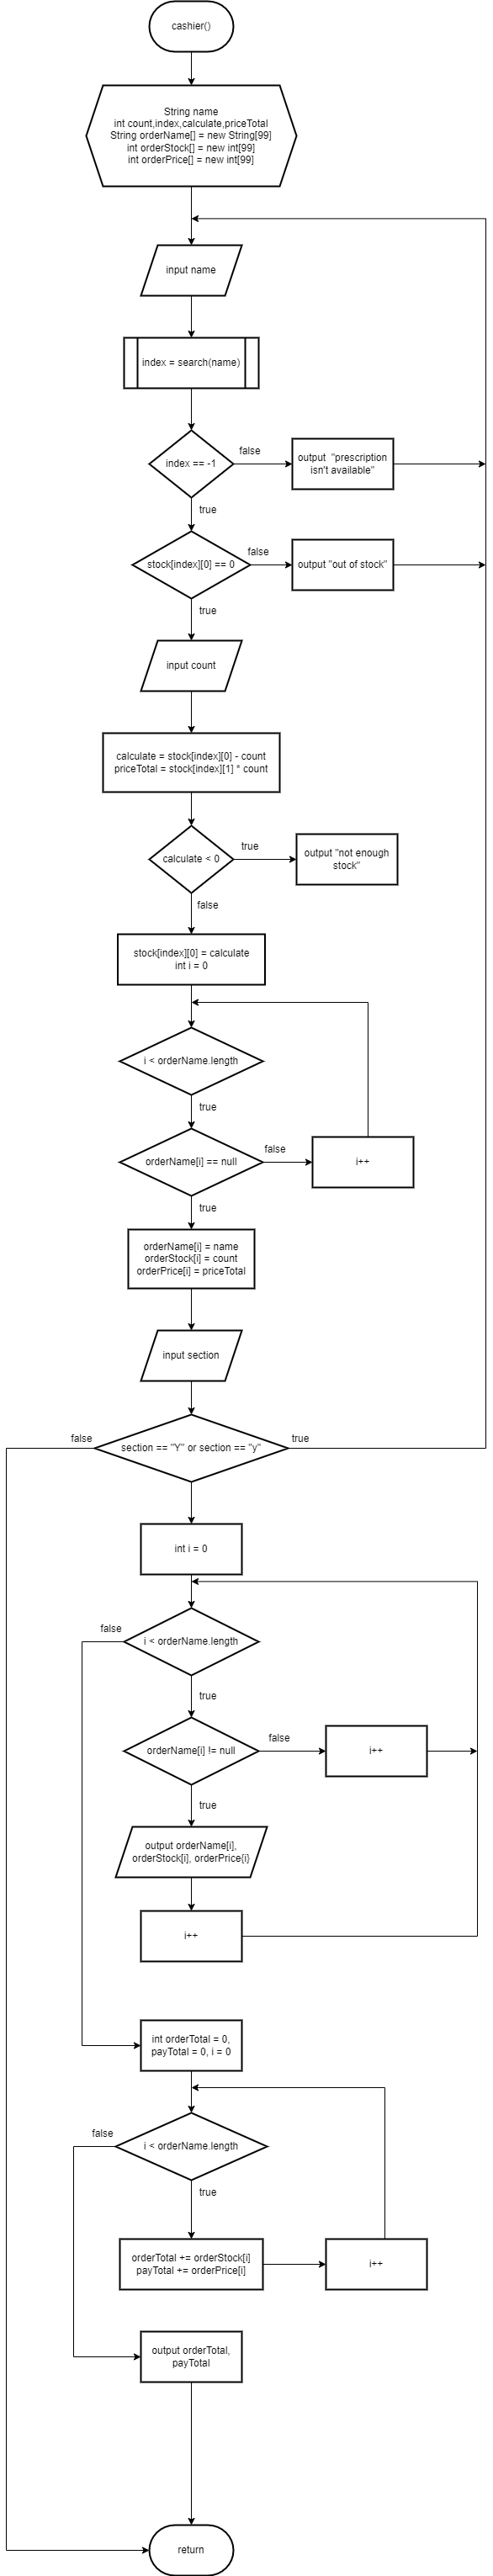 cashier()
String name
int count,index,calculate,priceTotal
String orderName[] = new String[99]
int orderStock[] = new int[99]
int orderPrice[] = new int[99]
input name
index = search(name)
index == -1
false
output  "prescription
isn't available"
true
stock[index][0] == 0
false
output "out of stock"
true
input count
calculate = stock[index][0] - count
priceTotal = stock[index][1] * count
calculate < 0
true
output "not enough
stock"
false
stock[index][0] = calculate
int i = 0
i < orderName.length
true
orderName[i] == null
false
i++
true
orderName[i] = name
orderStock[i] = count
orderPrice[i] = priceTotal
input section
false
section == "Y" or section == "y"
true
int i = 0
false
i < orderName.length
true
orderName[i] != null
false
i++
true
output orderName[i],
orderStock[i], orderPrice{i}
i++
int orderTotal = 0,
payTotal = 0, i = 0
false
i < orderName.length
true
orderTotal += orderStock[i]
payTotal += orderPrice[i]
i++
output orderTotal,
payTotal
return